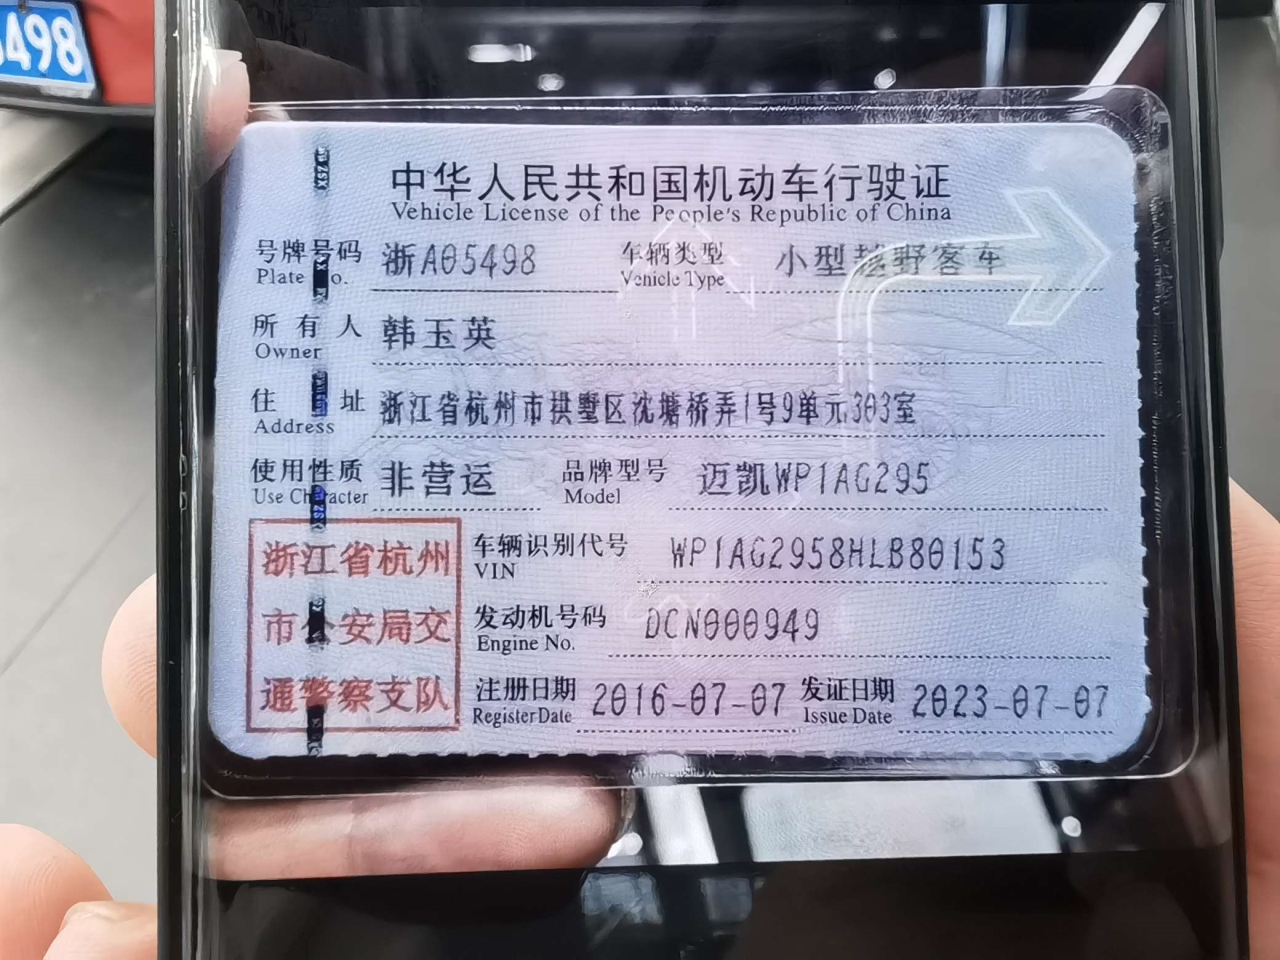 498
中华人民共和国机动车行驶证
Vehicle License of the People's Republic of China
号牌号码 浙A05498 车辆类型 小型越野客车
Plate o. Vehicle Type
所有人 韩玉英
Owner
住址 浙江省杭州市拱墅区沈塘桥弄1号9单元303室
Address
使用性质 非营运 品牌型号 迈凯WP1AG295
Use Character Model
浙江省杭州
市公安局交
通警察支队
车辆识别代号 WP1AG2958HLB80153
VIN
发动机号码 DCN000949
Engine No.
注册日期 2016-07-07 发证日期 2023-07-07
Register Date Issue Date